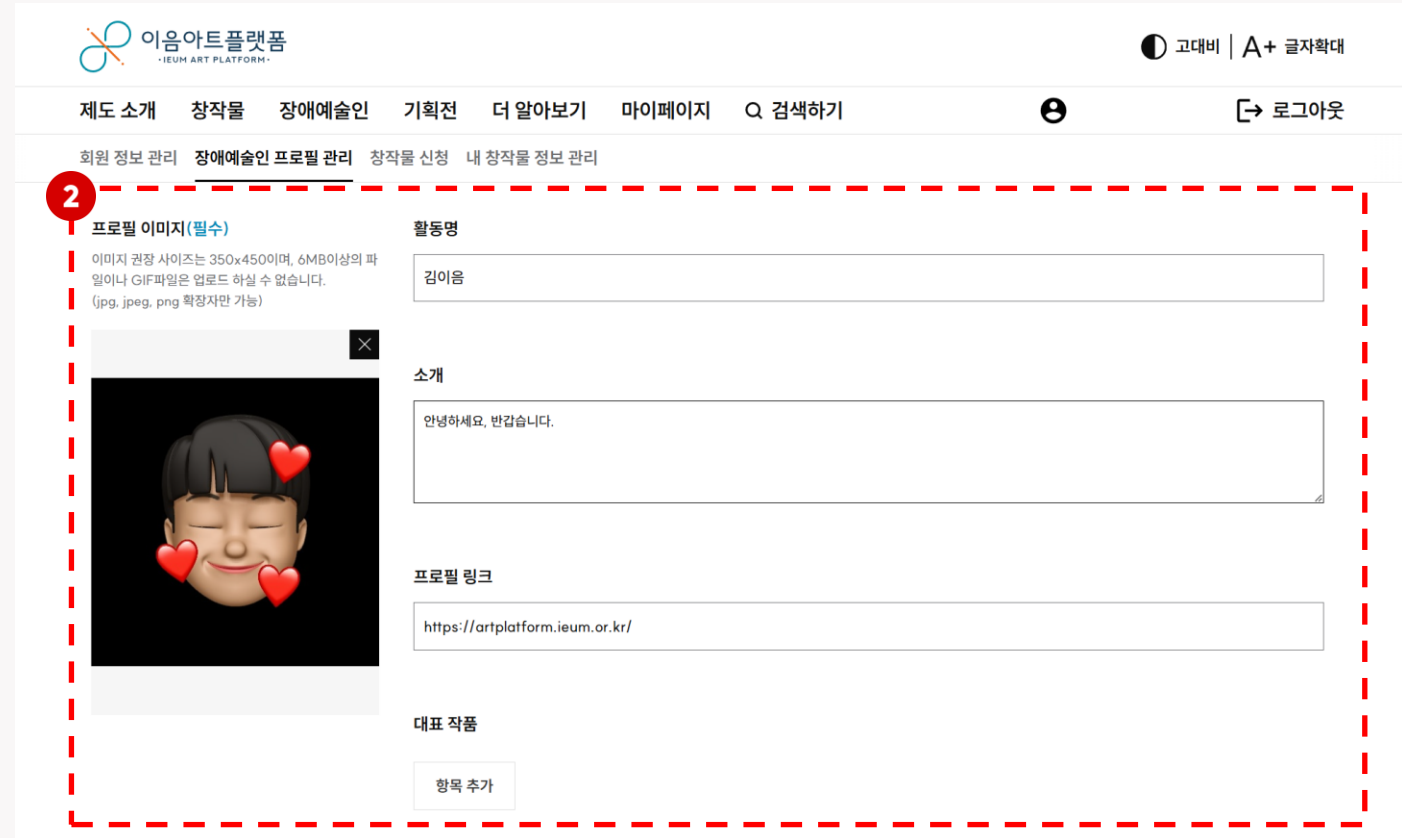 이음아트플랫폼
·IEUM ART PLATFORM·
고대비
A+ 글자확대
제도 소개 창작물 장애예술인 기획전 더 알아보기 마이페이지 검색하기 로그아웃
회원 정보 관리 장애예술인 프로필 관리 창작물 신청 내 창작물 정보 관리
2
프로필 이미지(필수)
이미지 권장 사이즈는 350x450이며, 6MB이상의 파
일이나 GIF파일은 업로드 하실 수 없습니다.
(jpg, jpeg, png 확장자만 가능)
활동명
김이음
소개
안녕하세요, 반갑습니다.
프로필 링크
https://artplatform.ieum.or.kr/
대표 작품
항목 추가